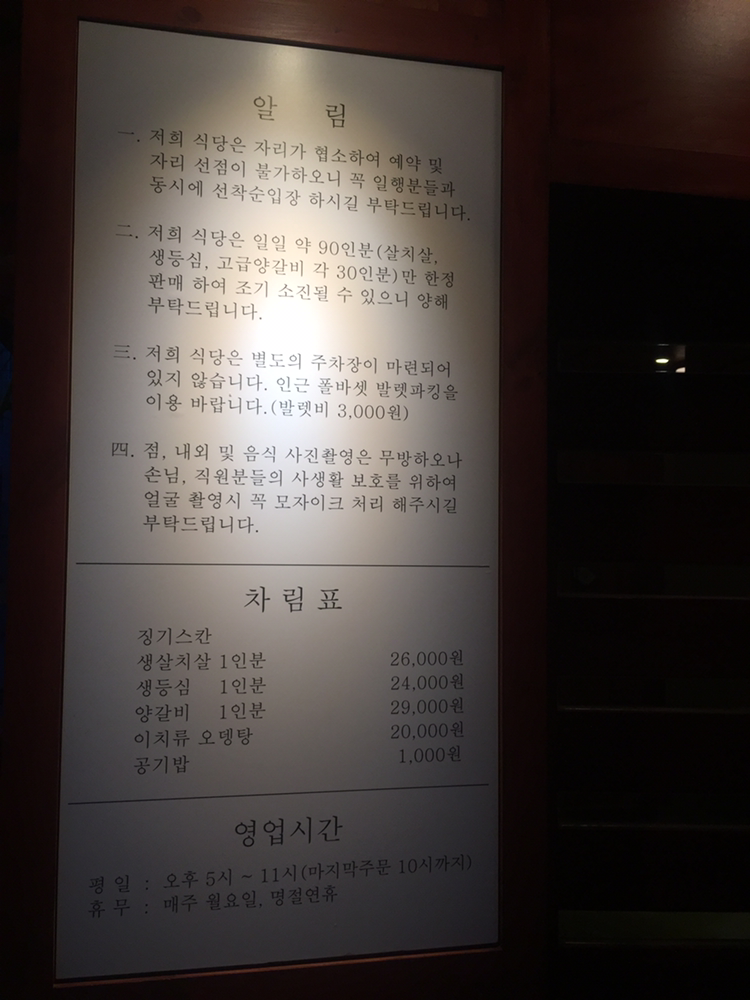 알 림
一. 저희 식당은 자리가 협소하여 예약 및
자리 선점이 불가하오니 꼭 일행분들과
동시에 선착순입장 하시길 부탁드립니다.
二. 저희 식당은 일일 약 90인분(살치살,
생등심, 고급양갈비 각 30인분)만 한정
판매 하여 조기 소진될 수 있으니 양해
부탁드립니다.
三. 저희 식당은 별도의 주차장이 마련되어
있지 않습니다. 인근 폴바셋 발렛파킹을
이용 바랍니다.(발렛비 3,000원)
四. 점, 내외 및 음식 사진촬영은 무방하오나
손님, 직원분들의 사생활 보호를 위하여
얼굴 촬영시 꼭 모자이크 처리 해주시길
부탁드립니다.
차 림 표
징기스칸
생살치살 1인분 26,000원
생등심 1인분 24,000원
양갈비 1인분 29,000원
이치류 오뎅탕 20,000원
공기밥 1,000원
영업시간
평 일 : 오후 5시 ~ 11시(마지막주문 10시까지)
휴 무 : 매주 월요일, 명절연휴